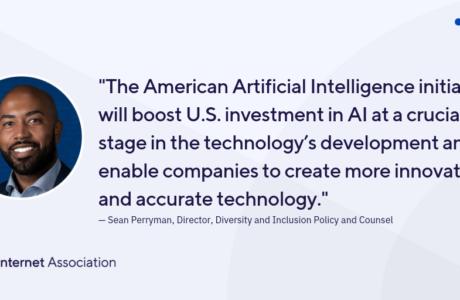 "The American Artificial Intelligence initia
will boost U.S. investment in AI at a crucia
stage in the technology's development an
enable companies to create more innovat
and accurate technology."
— Sean Perryman, Director, Diversity and Inclusion Policy and Counsel
nternet Association